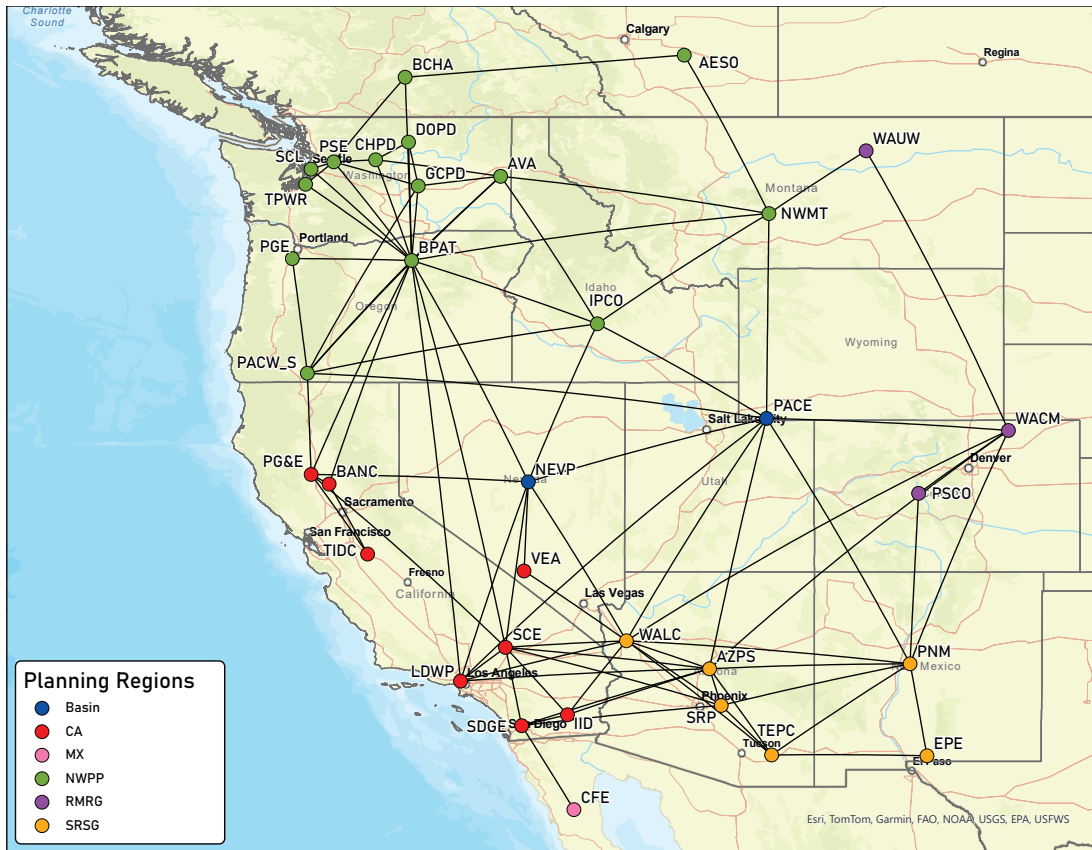 Charlotte
Sound
Calgary
Regina
BCHA
AESO
DOPD
WAUW
PSE
CHPD
SCL
Seattle
AVA
Washington
GCPD
TPWR
Montana
NWMT
PGE
Portland
BPAT
Idaho
IPCO
Oregon
Wyoming
PACW_S
PACE
Salt Lake City
WACM
Denver
PG&E
BANC
NEVP
Nevada
Utah
PSCO
Sacramento
San Francisco
TIDC
VEA
Fresno
California
Las Vegas
SCE
WALC
AZPS
PNM
Mexico
LDWP
Los Angeles
Arizona
Phoenix
SRP
SDGE
San Diego
IID
TEPC
Tucson
EPE
El Paso
CFE
Planning Regions
Basin
CA
MX
NWPP
RMRG
SRSG
Esri, TomTom, Garmin, FAO, NOAA, USGS, EPA, USFWS